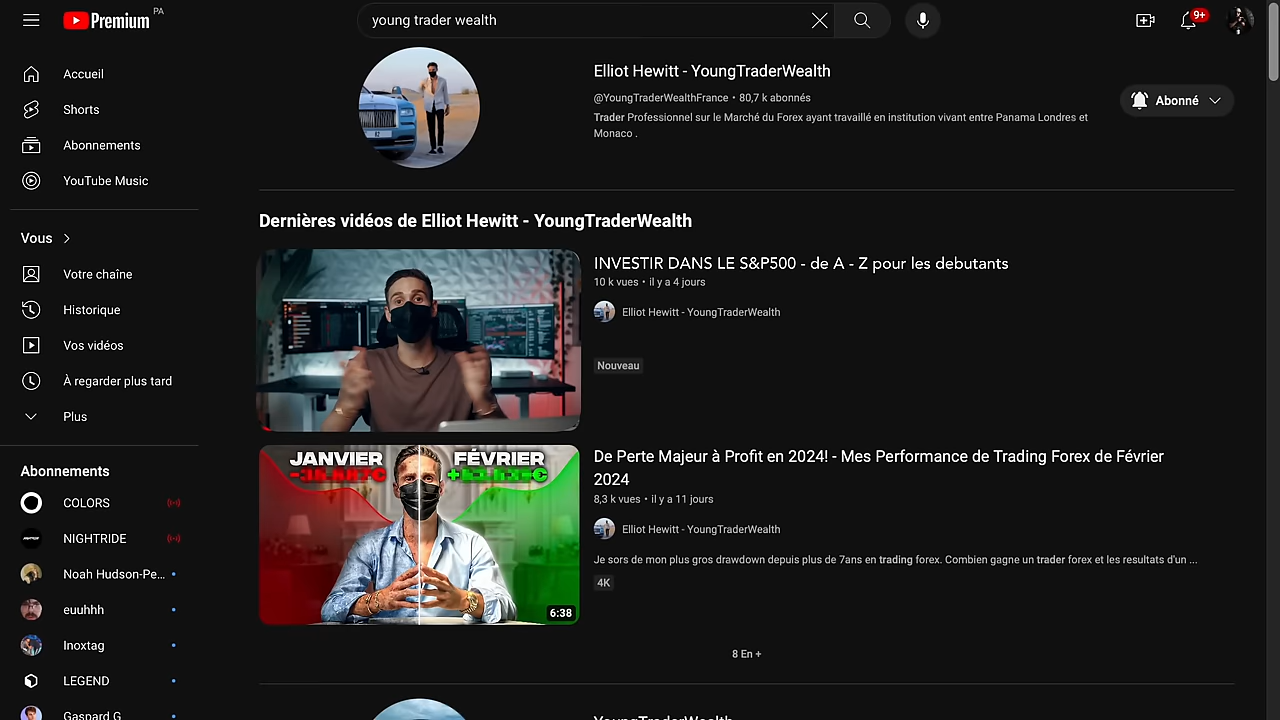 Premium PA
young trader wealth
9+
Accueil
Shorts
Abonnements
YouTube Music
Vous
Votre chaîne
Historique
Vos vidéos
À regarder plus tard
Plus
Abonnements
COLORS
NIGHTRIDE
Noah Hudson-Pe...
euuhhh
Inoxtag
LEGEND
Gaspard G
Elliot Hewitt - YoungTraderWealth
@YoungTraderWealthFrance • 80,7 k abonnés
Trader Professionnel sur le Marché du Forex ayant travaillé en institution vivant entre Panama Londres et
Monaco .
Abonné
Dernières vidéos de Elliot Hewitt - YoungTraderWealth
INVESTIR DANS LE S&P500 - de A - Z pour les debutants
10 k vues • il y a 4 jours
Elliot Hewitt - YoungTraderWealth
Nouveau
JANVIER FÉVRIER
6:38
De Perte Majeur à Profit en 2024! - Mes Performance de Trading Forex de Février
2024
8,3 k vues • il y a 11 jours
Elliot Hewitt - YoungTraderWealth
Je sors de mon plus gros drawdown depuis plus de 7ans en trading forex. Combien gagne un trader forex et les resultats d'un ...
4K
8 En +
YoungTraderWealth